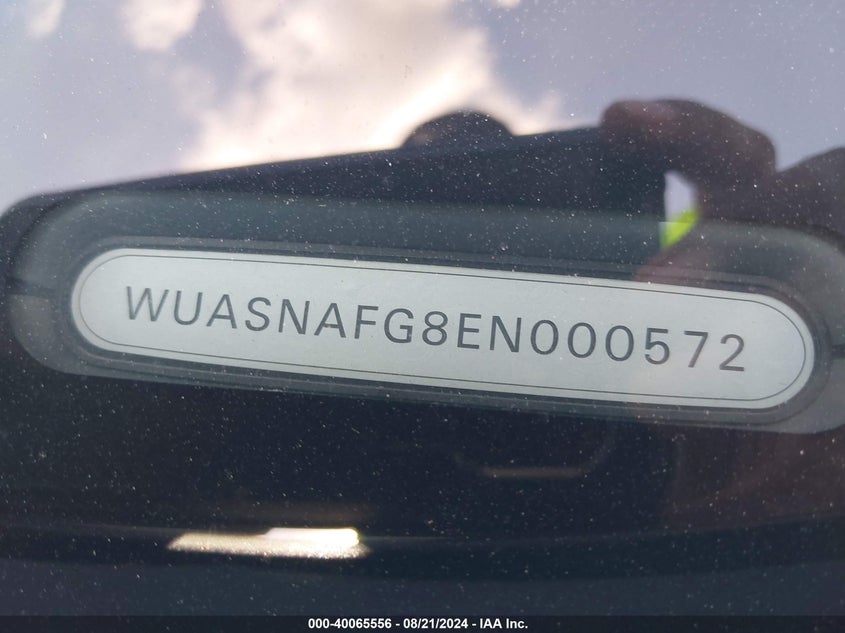 WUASNAFG8EN000572
000-40065556 - 08/21/2024 - IAA Inc.